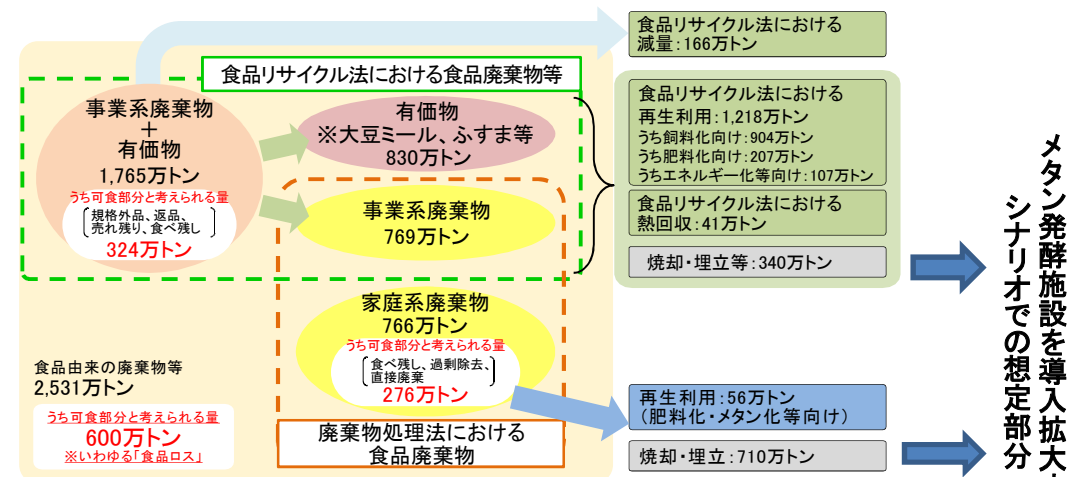 食品リサイクル法における
減量：166万トン
食品リサイクル法における食品廃棄物等
事業系廃棄物
＋
有価物
1,765万トン
うち可食部分と考えられる量
規格外品、返品、
売れ残り、食べ残し
324万トン
有価物
※大豆ミール、ふすま等
830万トン
事業系廃棄物
769万トン
食品リサイクル法における
再生利用：1,218万トン
うち飼料化向け：904万トン
うち肥料化向け：207万トン
うちエネルギー化等向け：107万トン
食品リサイクル法における
熱回収：41万トン
焼却・埋立等：340万トン
家庭系廃棄物
766万トン
うち可食部分と考えられる量
食べ残し、過剰除去、
直接廃棄
276万トン
食品由来の廃棄物等
2,531万トン
うち可食部分と考えられる量
600万トン
※いわゆる「食品ロス」
廃棄物処理法における
食品廃棄物
再生利用：56万トン
（肥料化・メタン化等向け）
焼却・埋立：710万トン
メタン発酵施設を導入拡大
シナリオでの想定部分